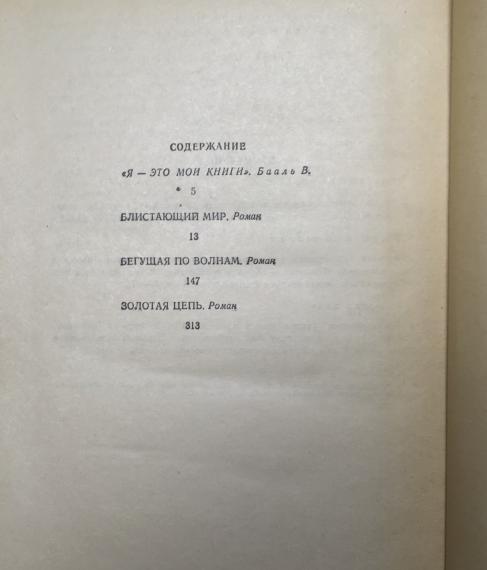 СОДЕРЖАНИЕ
«Я — ЭТО МОИ КНИГИ». Бааль В.
5
БЛИСТАЮЩИЙ МИР. Роман
13
БЕГУЩАЯ ПО ВОЛНАМ. Роман
147
ЗОЛОТАЯ ЦЕПЬ. Роман
313